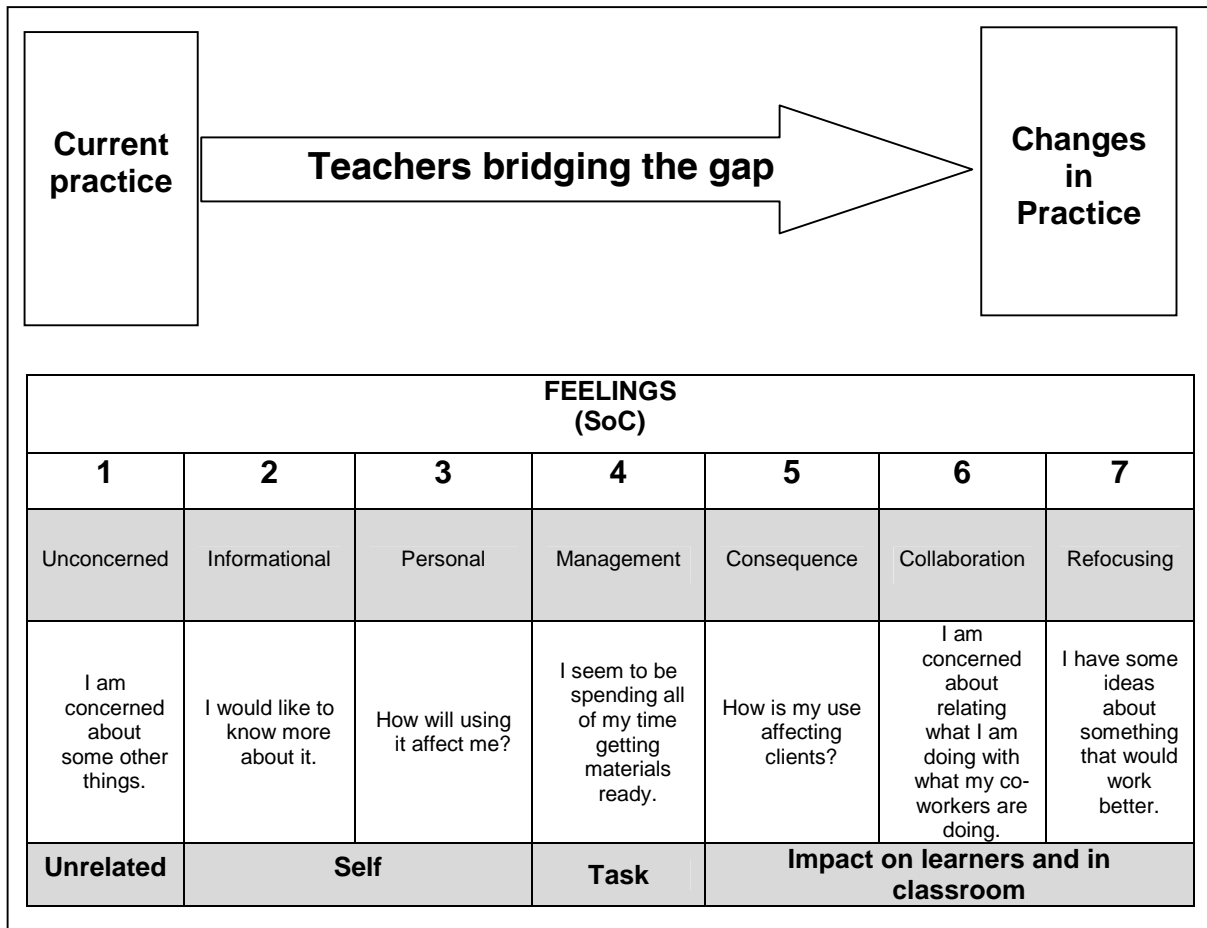 Current
practice
Teachers bridging the gap
Changes
in
Practice
FEELINGS
(SoC)
1
2
3
4
5
6
7
Unconcerned
Informational
Personal
Management
Consequence
Collaboration
Refocusing
I am
concerned
about
some other
things.
I would like to
know more
about it.
How will using
it affect me?
I seem to be
spending all
of my time
getting
materials
ready.
How is my use
affecting
clients?
I am
concerned
about
relating
what I am
doing with
what my co-
workers are
doing.
I have some
ideas
about
something
that would
work
better.
Unrelated
Self
Task
Impact on learners and in
classroom